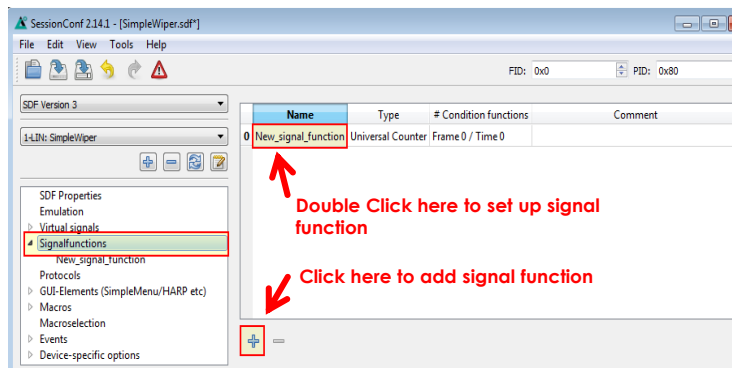 SessionConf 2.14.1 - [SimpleWiper.sdf*]
File Edit View Tools Help
FID: 0x0 PID: 0x80
SDF Version 3
1-LIN: SimpleWiper
Name Type # Condition functions Comment
0 New_signal_function Universal Counter Frame 0 / Time 0
SDF Properties
Emulation
Virtual signals
Signalfunctions
New_signal_function
Protocols
GUI-Elements (SimpleMenu/HARP etc)
Macros
Macroselection
Events
Device-specific options
Double Click here to set up signal
function
Click here to add signal function